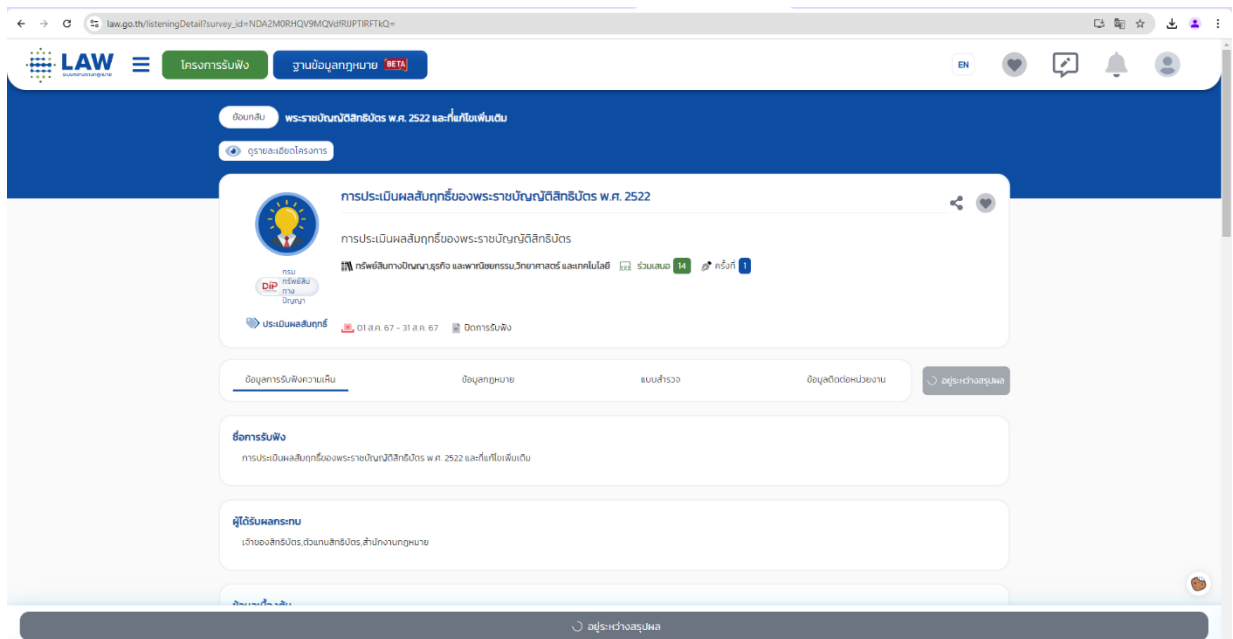 law.go.th/listeningDetail?survey_id=NDA2M0RHQV9MQVdfRlJPTlRFTkQ=
LAW
ระบบกลางทางกฎหมาย
โครงการรับฟัง
ฐานข้อมูลกฎหมาย BETA
EN
ย้อนกลับ
พระราชบัญญัติสิทธิบัตร พ.ศ. 2522 และที่แก้ไขเพิ่มเติม
ดูรายละเอียดโครงการ
การประเมินผลสัมฤทธิ์ของพระราชบัญญัติสิทธิบัตร พ.ศ. 2522
การประเมินผลสัมฤทธิ์ของพระราชบัญญัติสิทธิบัตร
ทรัพย์สินทางปัญญา,ธุรกิจ และพาณิชยกรรม,วิทยาศาสตร์ และเทคโนโลยี ร่วมเสนอ 14 ครั้งที่ 1
DIP
กรม
ทรัพย์สิน
ทาง
ปัญญา
ประเมินผลสัมฤทธิ์
01 ส.ค. 67 - 31 ส.ค. 67 ปิดการรับฟัง
ข้อมูลการรับฟังความเห็น
ข้อมูลกฎหมาย
แบบสำรวจ
ข้อมูลติดต่อหน่วยงาน
อยู่ระหว่างสรุปผล
ชื่อการรับฟัง
การประเมินผลสัมฤทธิ์ของพระราชบัญญัติสิทธิบัตร พ.ศ. 2522 และที่แก้ไขเพิ่มเติม
ผู้ได้รับผลกระทบ
เจ้าของสิทธิบัตร,ตัวแทนสิทธิบัตร,สำนักงานกฎหมาย
อยู่ระหว่างสรุปผล